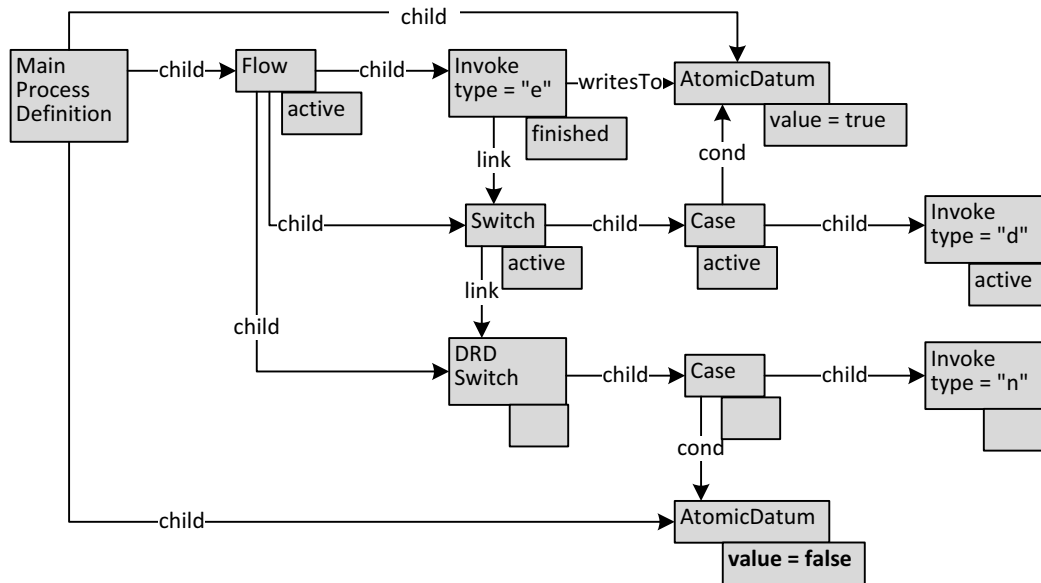 child
Main
Process
Definition
child
Flow
active
child
Invoke
type = "e"
finished
writesTo
AtomicDatum
value = true
link
cond
child
Switch
active
child
Case
active
child
Invoke
type = "d"
active
link
child
DRD
Switch
child
Case
child
Invoke
type = "n"
cond
child
AtomicDatum
value = false